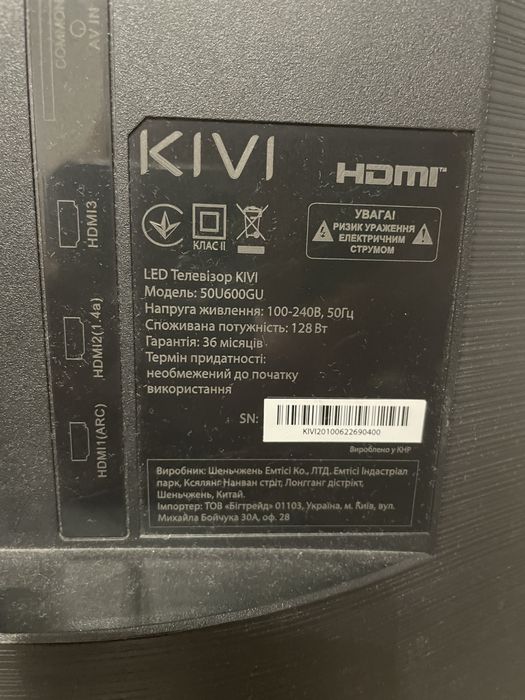 COMMON
AV IN
HDMI3
HDMI2(1.4a)
HDMI1(ARC)
KIVI
HDMI™
КЛАС II
УВАГА!
РИЗИК УРАЖЕННЯ
ЕЛЕКТРИЧНИМ
СТРУМОМ
LED Телевізор KIVI
Модель: 50U600GU
Напруга живлення: 100-240В, 50Гц
Споживана потужність: 128 Вт
Гарантія: 36 місяців
Термін придатності:
необмежений до початку
використання
SN:
KIVI20100622690400
Вироблено у КНР
Виробник: Шеньчжень Емтісі Ко., ЛТД. Емтісі Індастріал
парк, Ксялянг Нанван стріт, Лонгганг дістрікт,
Шеньчжень, Китай.
Імпортер: ТОВ «Бігтрейд» 01103, Україна, м. Київ, вул.
Михайла Бойчука 30А, оф. 28